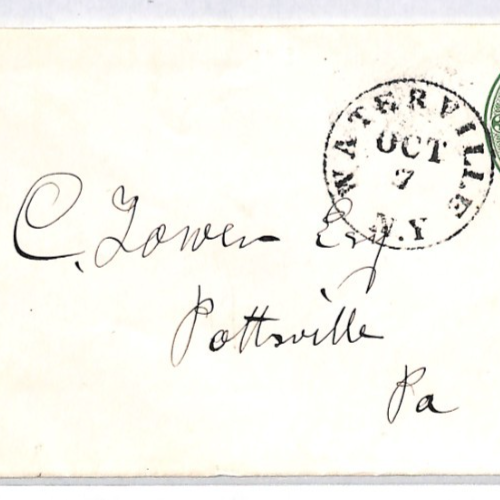 WATERVILLE
OCT
7
N.Y
C. Tower Esq
Pottsville
Pa